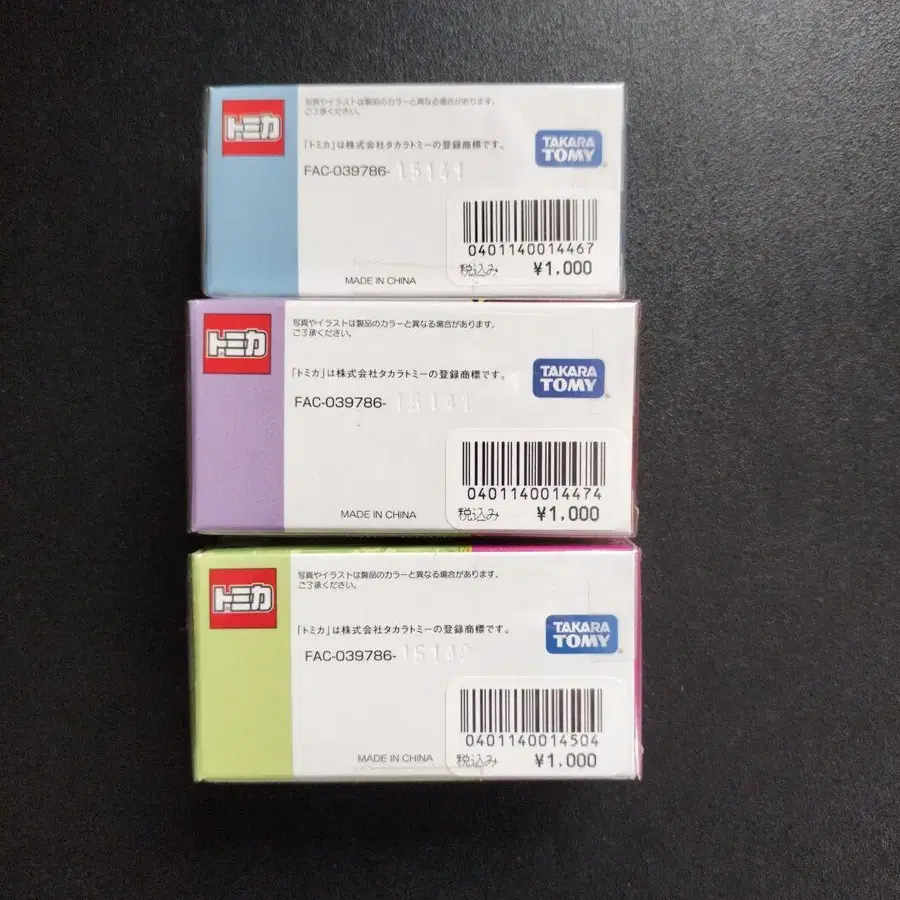 トミカ
写真やイラストは製品のカラーと異なる場合があります。
ご了承ください。
「トミカ」は株式会社タカラトミーの登録商標です。
TAKARA
TOMY
FAC-039786-15141
0401140014467
税込み ¥1,000
MADE IN CHINA
トミカ
写真やイラストは製品のカラーと異なる場合があります。
ご了承ください。
「トミカ」は株式会社タカラトミーの登録商標です。
TAKARA
TOMY
FAC-039786-15141
0401140014474
税込み ¥1,000
MADE IN CHINA
トミカ
写真やイラストは製品のカラーと異なる場合があります。
ご了承ください。
「トミカ」は株式会社タカラトミーの登録商標です。
TAKARA
TOMY
FAC-039786-
0401140014504
税込み ¥1,000
MADE IN CHINA